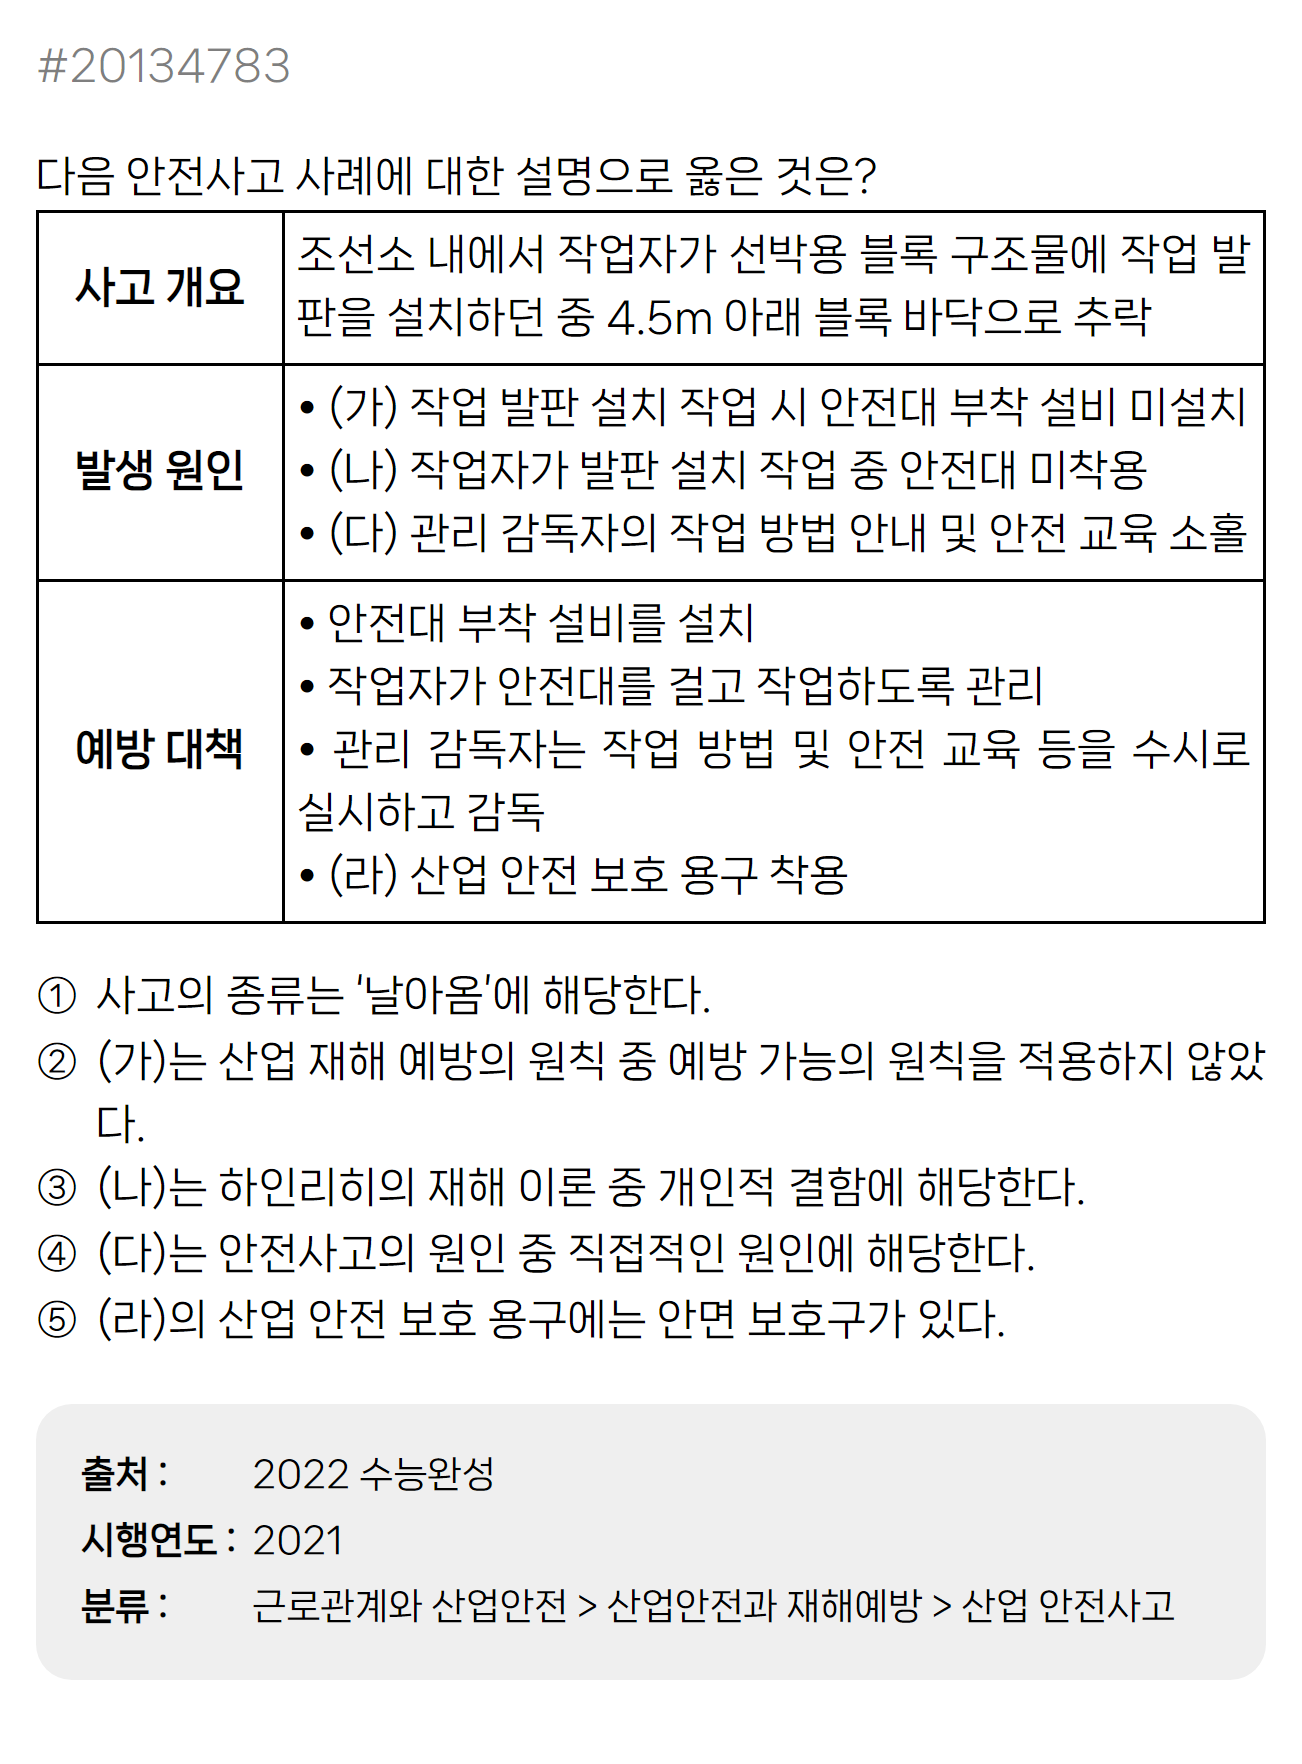 #20134783
다음 안전사고 사례에 대한 설명으로 옳은 것은?
사고 개요
조선소 내에서 작업자가 선박용 블록 구조물에 작업 발
판을 설치하던 중 4.5m 아래 블록 바닥으로 추락
발생 원인
• (가) 작업 발판 설치 작업 시 안전대 부착 설비 미설치
• (나) 작업자가 발판 설치 작업 중 안전대 미착용
• (다) 관리 감독자의 작업 방법 안내 및 안전 교육 소홀
예방 대책
• 안전대 부착 설비를 설치
• 작업자가 안전대를 걸고 작업하도록 관리
• 관리 감독자는 작업 방법 및 안전 교육 등을 수시로
실시하고 감독
• (라) 산업 안전 보호 용구 착용
① 사고의 종류는 '날아옴'에 해당한다.
② (가)는 산업 재해 예방의 원칙 중 예방 가능의 원칙을 적용하지 않았
다.
③ (나)는 하인리히의 재해 이론 중 개인적 결함에 해당한다.
④ (다)는 안전사고의 원인 중 직접적인 원인에 해당한다.
⑤ (라)의 산업 안전 보호 용구에는 안면 보호구가 있다.
출처 : 2022 수능완성
시행연도 : 2021
분류 : 근로관계와 산업안전 > 산업안전과 재해예방 > 산업 안전사고